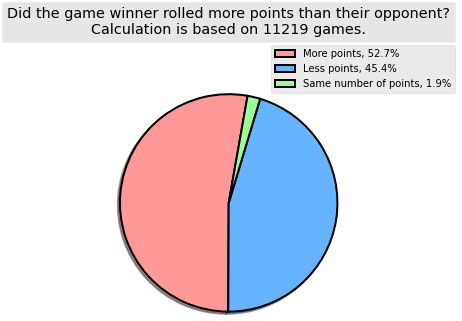 Did the game winner rolled more points than their opponent?
Calculation is based on 11219 games.
More points, 52.7%
Less points, 45.4%
Same number of points, 1.9%